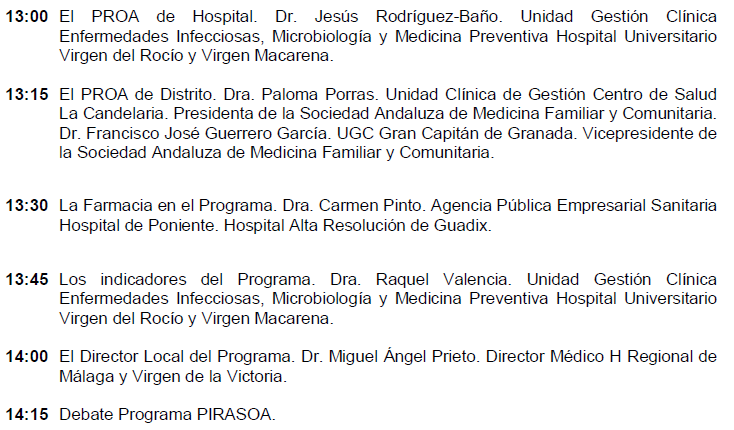 13:00 El PROA de Hospital. Dr. Jesús Rodríguez-Baño. Unidad Gestión Clínica
Enfermedades Infecciosas, Microbiología y Medicina Preventiva Hospital Universitario
Virgen del Rocío y Virgen Macarena.
13:15 El PROA de Distrito. Dra. Paloma Porras. Unidad Clínica de Gestión Centro de Salud
La Candelaria. Presidenta de la Sociedad Andaluza de Medicina Familiar y Comunitaria.
Dr. Francisco José Guerrero García. UGC Gran Capitán de Granada. Vicepresidente de
la Sociedad Andaluza de Medicina Familiar y Comunitaria.
13:30 La Farmacia en el Programa. Dra. Carmen Pinto. Agencia Pública Empresarial Sanitaria
Hospital de Poniente. Hospital Alta Resolución de Guadix.
13:45 Los indicadores del Programa. Dra. Raquel Valencia. Unidad Gestión Clínica
Enfermedades Infecciosas, Microbiología y Medicina Preventiva Hospital Universitario
Virgen del Rocío y Virgen Macarena.
14:00 El Director Local del Programa. Dr. Miguel Ángel Prieto. Director Médico H Regional de
Málaga y Virgen de la Victoria.
14:15 Debate Programa PIRASOA.